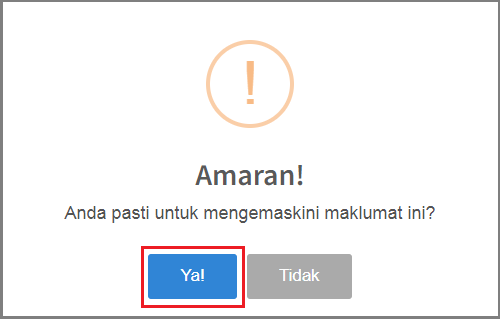 !
Amaran!
Anda pasti untuk mengemaskini maklumat ini?
Ya! Tidak